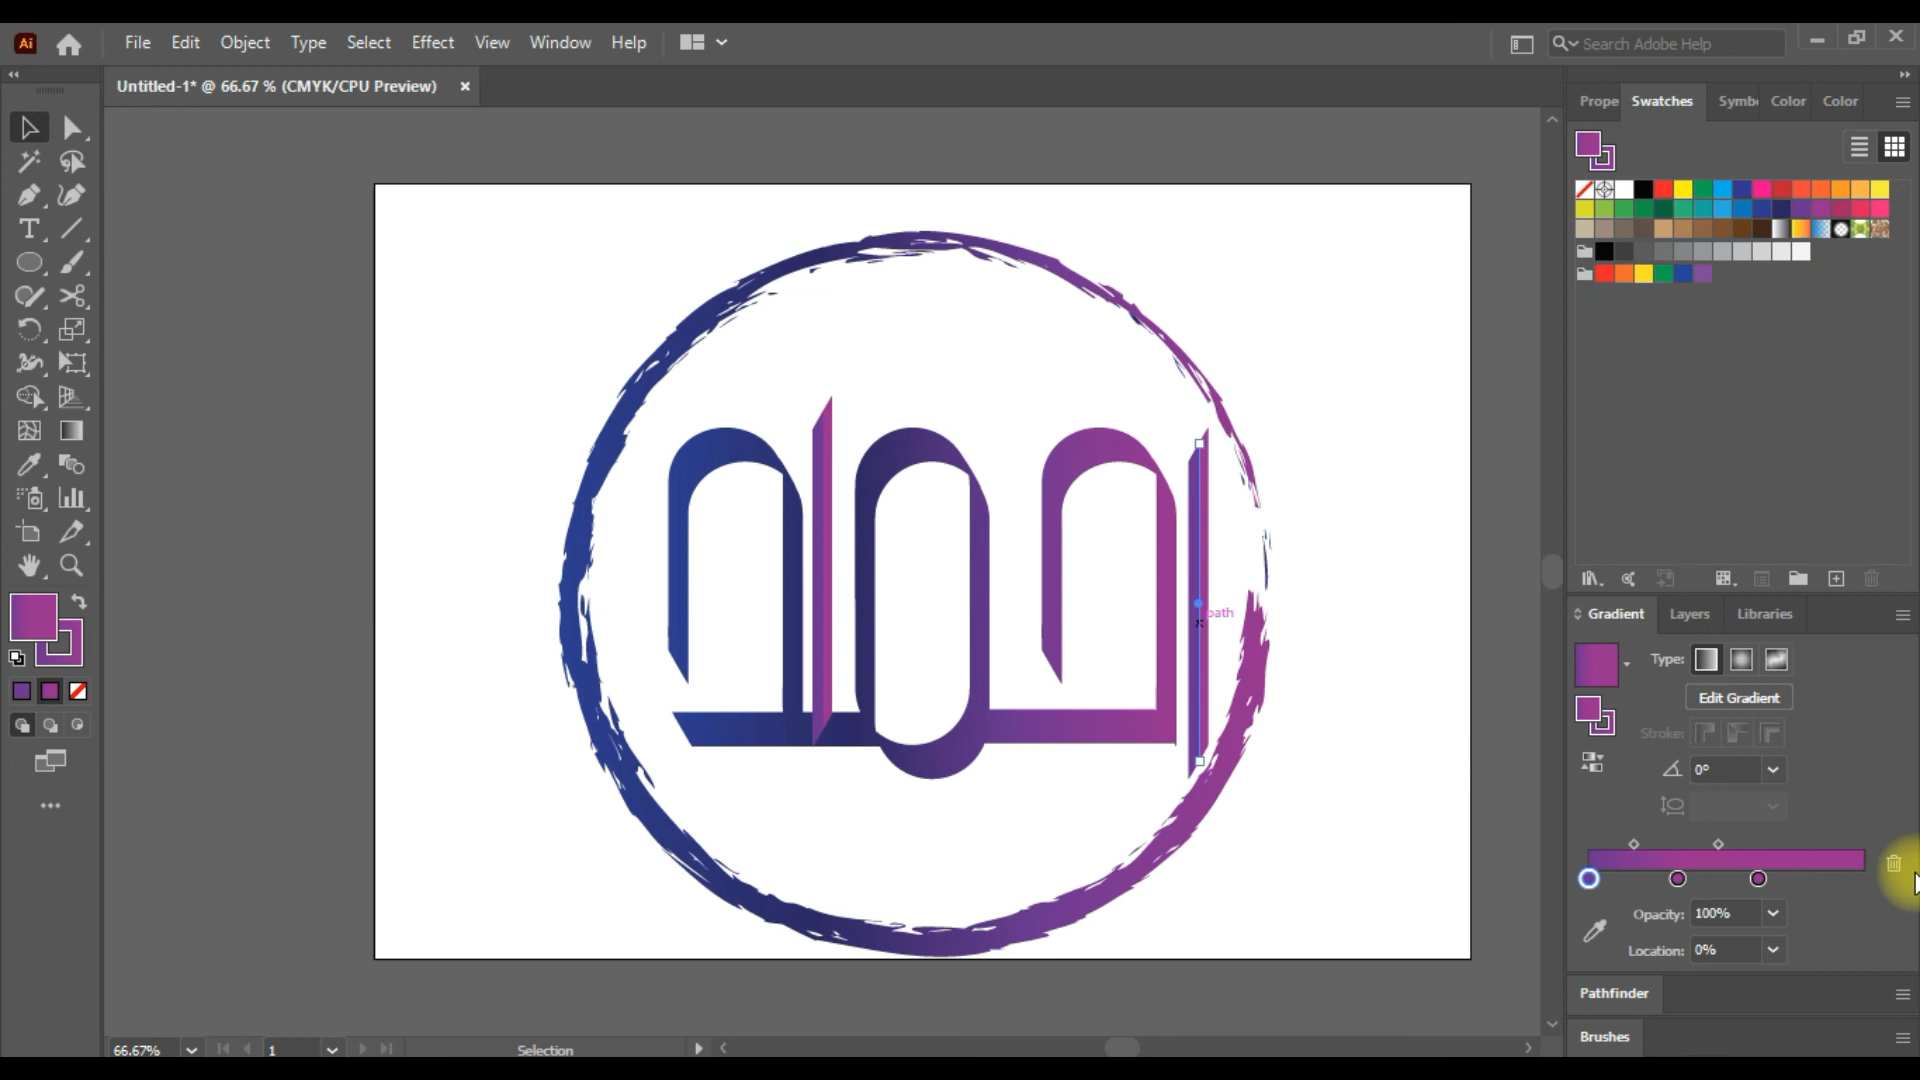 Ai File Edit Object Type Select Effect View Window Help Search Adobe Help
Untitled-1* @ 66.67 % (CMYK/CPU Preview)
Prope Swatches Symb Color Color
path
Gradient Layers Libraries
Type:
Edit Gradient
Stroke:
0°
Opacity: 100%
Location: 0%
Pathfinder
Brushes
66.67% 1 Selection